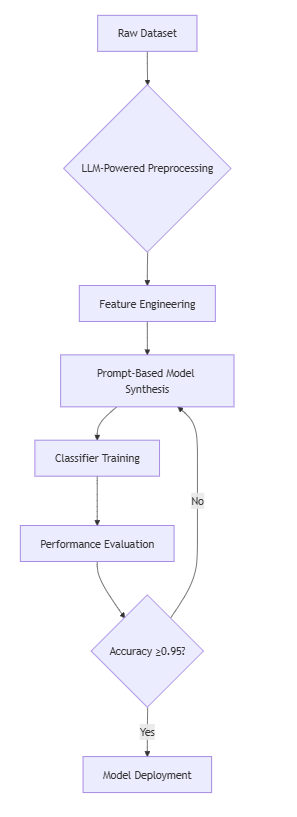 Raw Dataset
LLM-Powered Preprocessing
Feature Engineering
Prompt-Based Model
Synthesis
Classifier Training
No
Performance Evaluation
Accuracy ≥0.95?
Yes
Model Deployment